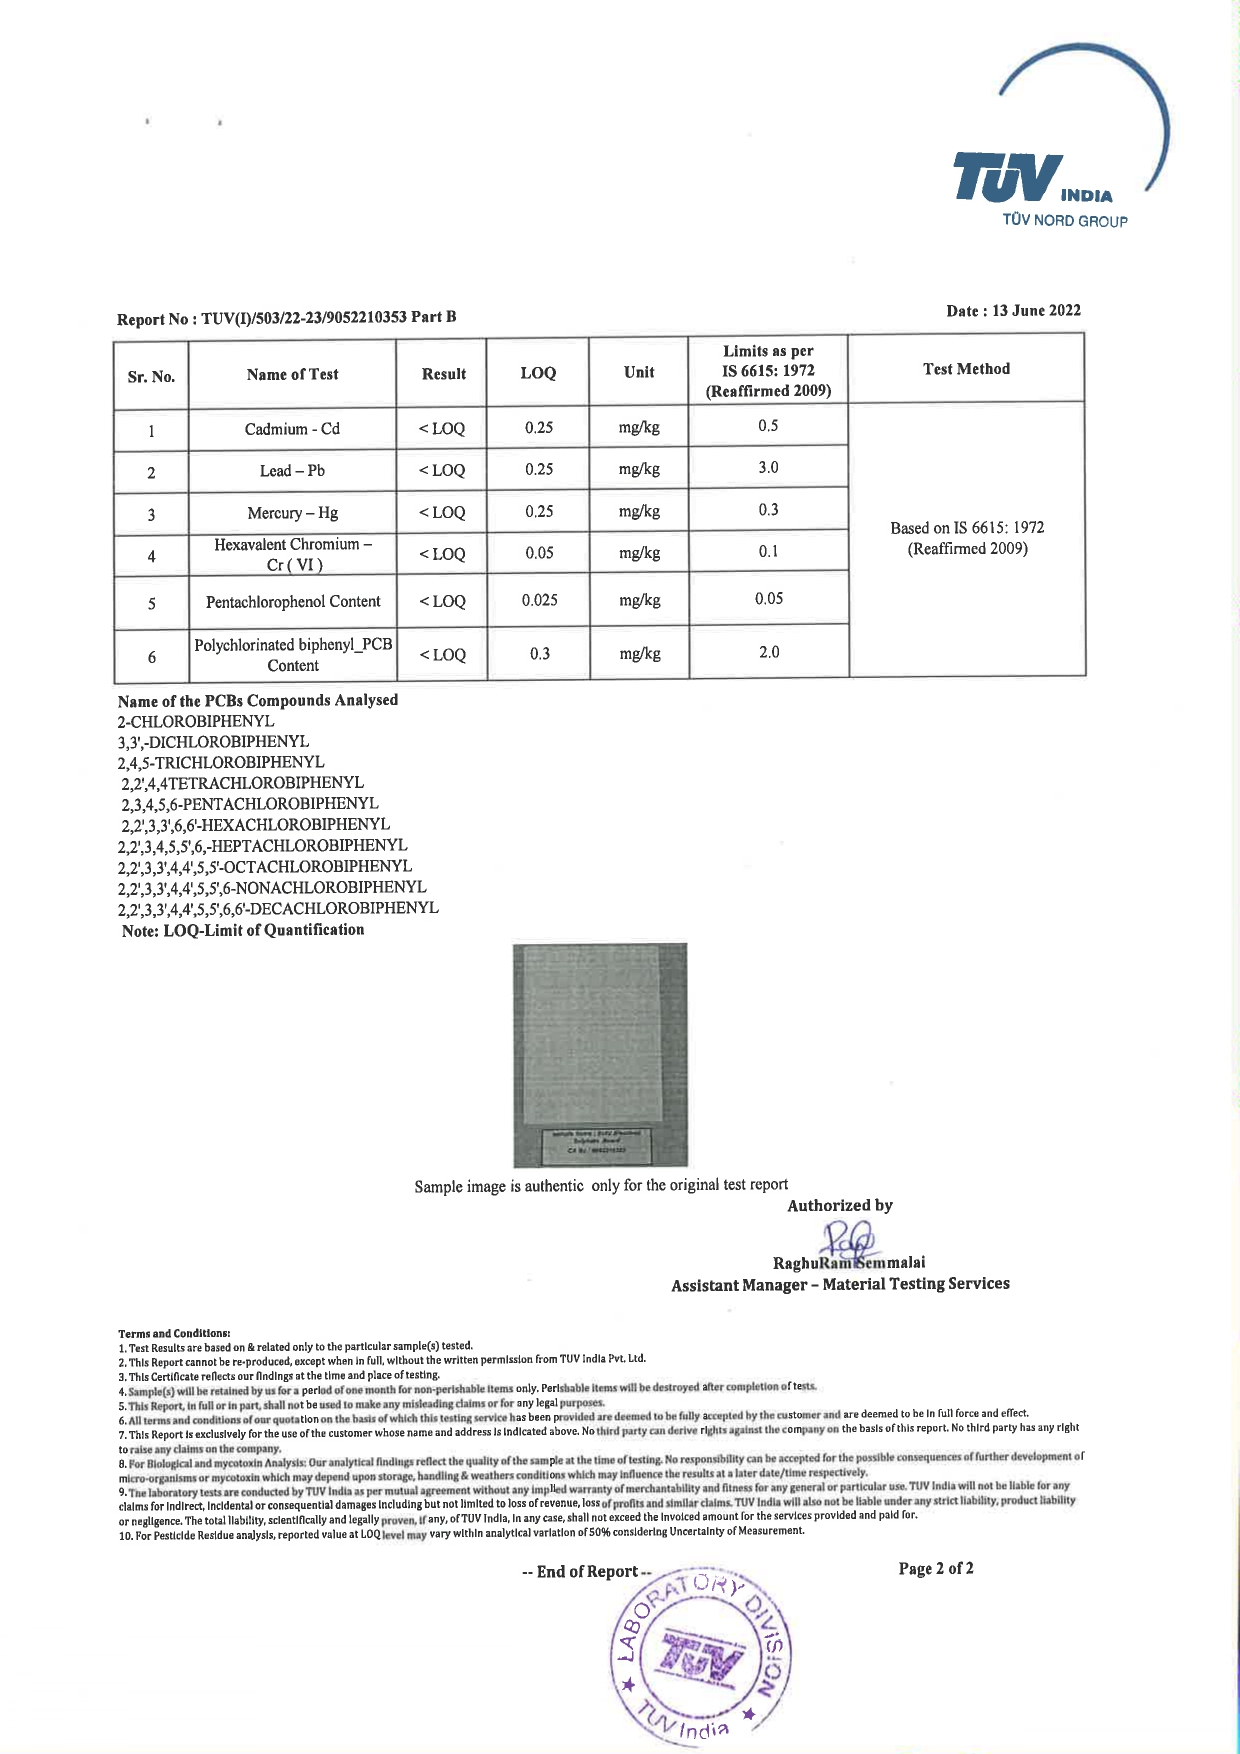 TÜV INDIA
TÜV NORD GROUP
Report No : TUV(I)/503/22-23/9052210353 Part B
Date : 13 June 2022
Sr. No. Name of Test Result LOQ Unit Limits as per IS 6615: 1972 (Reaffirmed 2009) Test Method
1 Cadmium - Cd < LOQ 0.25 mg/kg 0.5
2 Lead – Pb < LOQ 0.25 mg/kg 3.0
3 Mercury – Hg < LOQ 0.25 mg/kg 0.3
Based on IS 6615: 1972 (Reaffirmed 2009)
4 Hexavalent Chromium – Cr ( VI ) < LOQ 0.05 mg/kg 0.1
5 Pentachlorophenol Content < LOQ 0.025 mg/kg 0.05
6 Polychlorinated biphenyl_PCB Content < LOQ 0.3 mg/kg 2.0
Name of the PCBs Compounds Analysed
2-CHLOROBIPHENYL
3,3',-DICHLOROBIPHENYL
2,4,5-TRICHLOROBIPHENYL
2,2',4,4TETRACHLOROBIPHENYL
2,3,4,5,6-PENTACHLOROBIPHENYL
2,2',3,3',6,6'-HEXACHLOROBIPHENYL
2,2',3,4,5,5',6,-HEPTACHLOROBIPHENYL
2,2',3,3',4,4',5,5'-OCTACHLOROBIPHENYL
2,2',3,3',4,4',5,5',6-NONACHLOROBIPHENYL
2,2',3,3',4,4',5,5',6,6'-DECACHLOROBIPHENYL
Note: LOQ-Limit of Quantification
Sample image is authentic only for the original test report
Authorized by
RaghuRam Semmalai
Assistant Manager – Material Testing Services
Terms and Conditions:
1. Test Results are based on & related only to the particular sample(s) tested.
2. This Report cannot be re-produced, except when in full, without the written permission from TUV India Pvt. Ltd.
3. This Certificate reflects our findings at the time and place of testing.
4. Sample(s) will be retained by us for a period of one month for non-perishable items only. Perishable items will be destroyed after completion of tests.
5. This Report, in full or in part, shall not be used to make any misleading claims or for any legal purposes.
6. All terms and conditions of our quotation on the basis of which this testing service has been provided are deemed to be fully accepted by the customer and are deemed to be in full force and effect.
7. This Report is exclusively for the use of the customer whose name and address is indicated above. No third party can derive rights against the company on the basis of this report. No third party has any right
to raise any claims on the company.
8. For Biological and mycotoxin Analysis: Our analytical findings reflect the quality of the sample at the time of testing. No responsibility can be accepted for the possible consequences of further development of
micro-organisms or mycotoxin which may depend upon storage, handling & weathers conditions which may influence the results at a later date/time respectively.
9. The laboratory tests are conducted by TUV India as per mutual agreement without any implied warranty of merchantability and fitness for any general or particular use. TUV India will not be liable for any
claims for indirect, incidental or consequential damages including but not limited to loss of revenue, loss of profits and similar claims. TUV India will also not be liable under any strict liability, product liability
or negligence. The total liability, scientifically and legally proven, if any, of TUV India, in any case, shall not exceed the invoiced amount for the services provided and paid for.
10. For Pesticide Residue analysis, reported value at LOQ level may vary within analytical variation of 50% considering Uncertainty of Measurement.
-- End of Report --
Page 2 of 2
LABORATORY DIVISION
TUV
TUV India